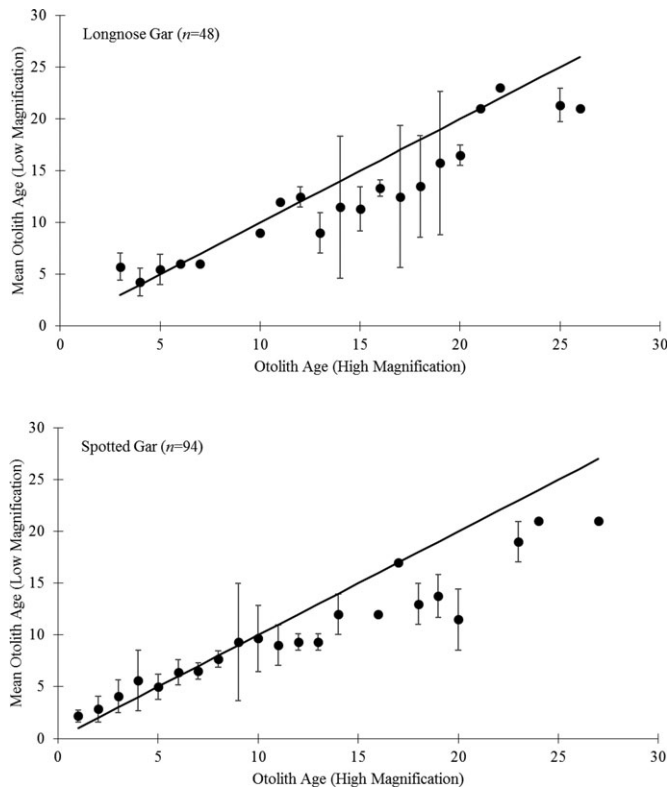 Longnose Gar (n=48)
Mean Otolith Age (Low Magnification)
30
25
20
15
10
5
0
0 5 10 15 20 25 30
Otolith Age (High Magnification)
Spotted Gar (n=94)
Mean Otolith Age (Low Magnification)
30
25
20
15
10
5
0
0 5 10 15 20 25 30
Otolith Age (High Magnification)